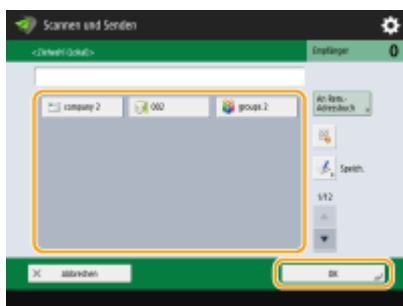 Scannen und Senden
<Zielwahl (Lokal)>
Empfänger 0
company 2
002
groups 2
An Rem.-
Adressbuch
Speich.
1/12
Abbrechen
OK